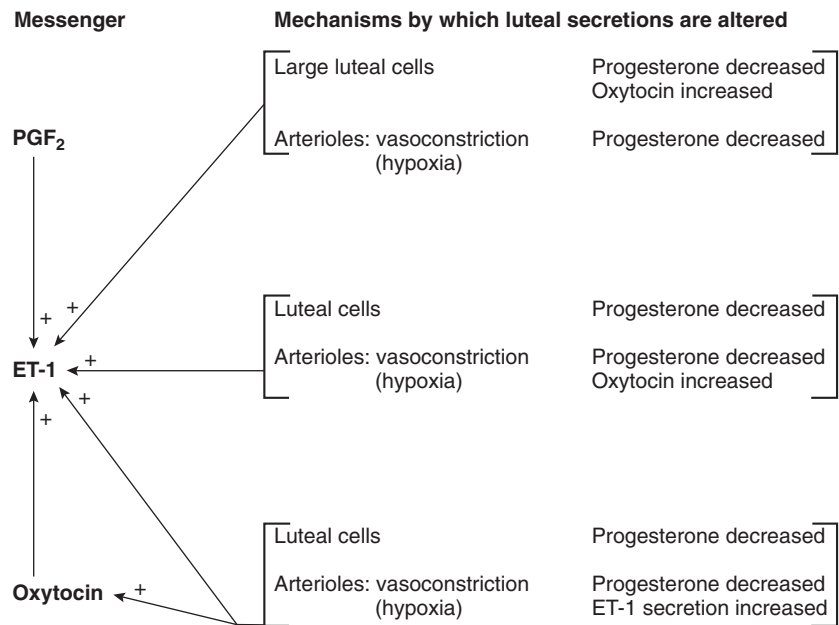 Messenger Mechanisms by which luteal secretions are altered
Large luteal cells Progesterone decreased
Oxytocin increased
PGF₂ Arterioles: vasoconstriction Progesterone decreased
(hypoxia)
+ +
Luteal cells Progesterone decreased
ET-1 + Arterioles: vasoconstriction Progesterone decreased
(hypoxia) Oxytocin increased
+ +
Luteal cells Progesterone decreased
Oxytocin + Arterioles: vasoconstriction Progesterone decreased
(hypoxia) ET-1 secretion increased